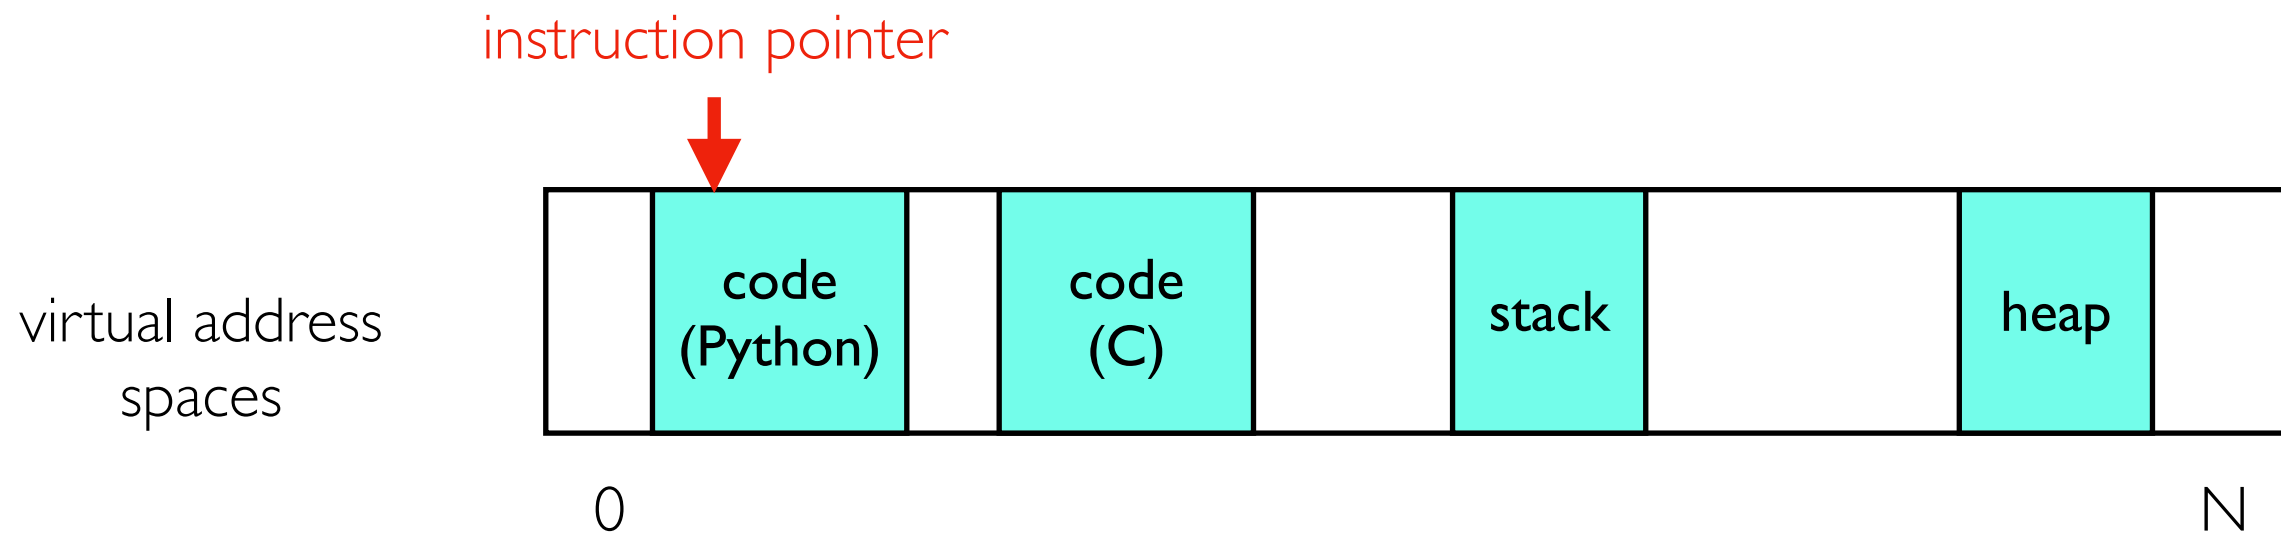 instruction pointer
code
(Python)
code
(C)
stack
heap
virtual address
spaces
0
N